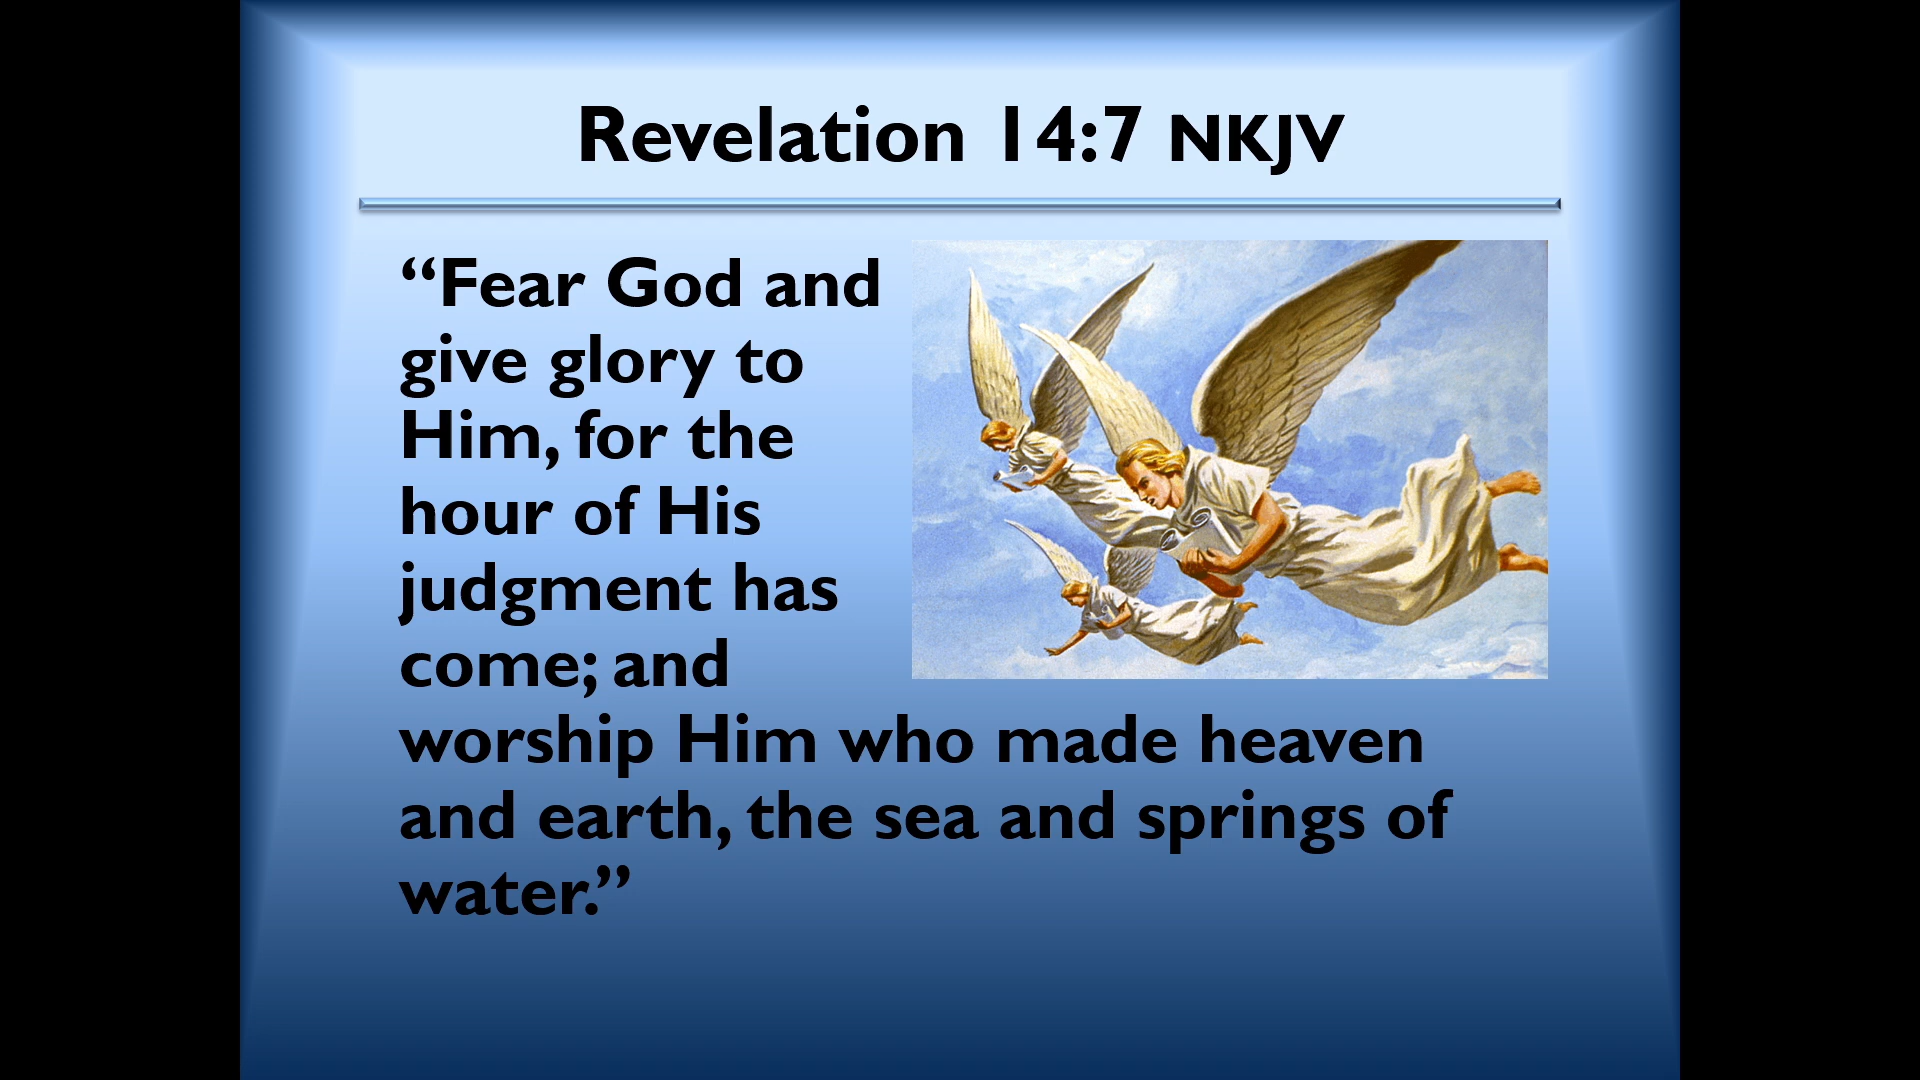 Revelation 14:7 NKJV
“Fear God and
give glory to
Him, for the
hour of His
judgment has
come; and
worship Him who made heaven
and earth, the sea and springs of
water.”